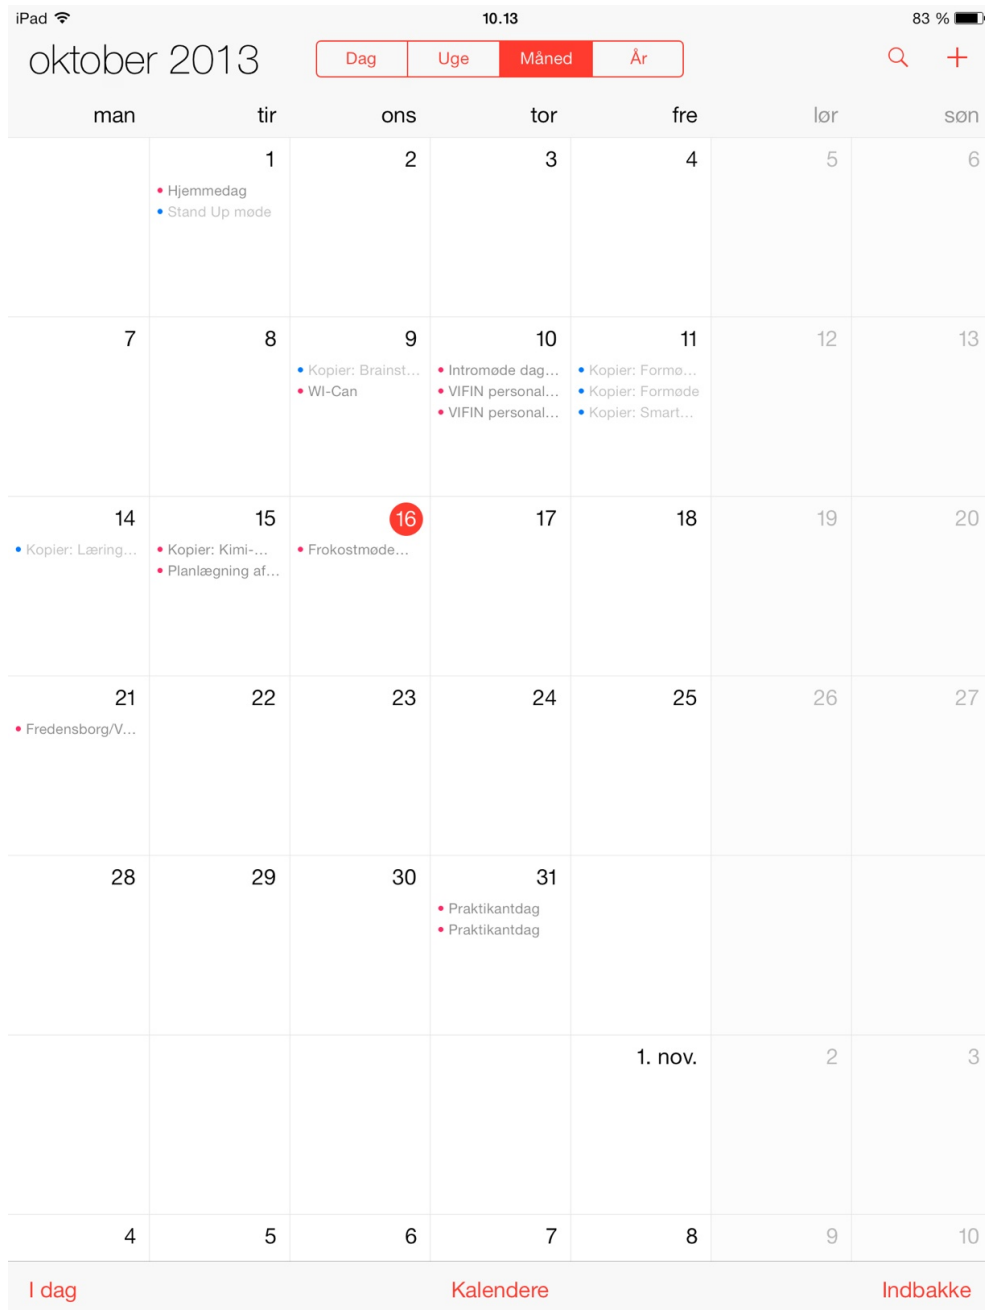 iPad 10.13 83 %
oktober 2013 Dag Uge Måned År
man tir ons tor fre lør søn
1 2 3 4 5 6
• Hjemmedag
• Stand Up møde
7 8 9 10 11 12 13
• Kopier: Brainst... • Intromøde dag... • Kopier: Formø...
• WI-Can • VIFIN personal... • Kopier: Formøde
• VIFIN personal... • Kopier: Smart...
14 15 16 17 18 19 20
• Kopier: Læring... • Kopier: Kimi-... • Frokostmøde...
• Planlægning af...
21 22 23 24 25 26 27
• Fredensborg/V...
28 29 30 31
• Praktikantdag
• Praktikantdag
1. nov. 2 3
4 5 6 7 8 9 10
I dag Kalendere Indbakke